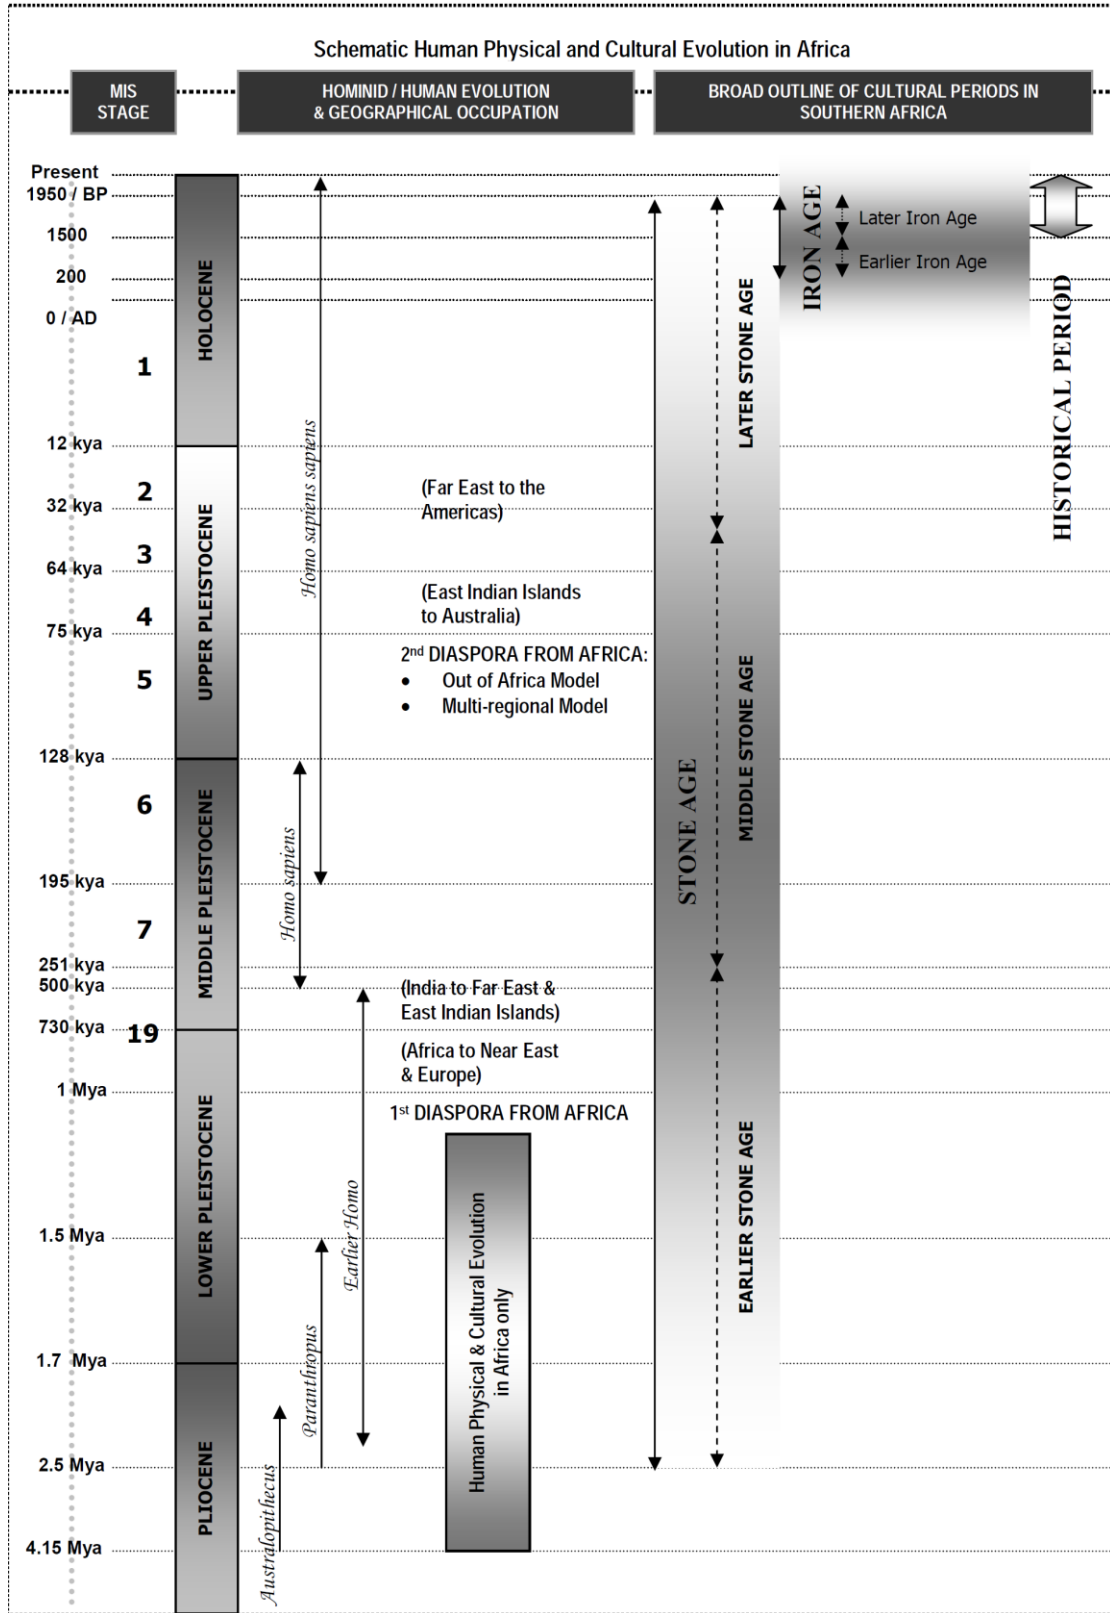 Schematic Human Physical and Cultural Evolution in Africa
MIS
STAGE
HOMINID / HUMAN EVOLUTION
& GEOGRAPHICAL OCCUPATION
BROAD OUTLINE OF CULTURAL PERIODS IN
SOUTHERN AFRICA
Present
1950 / BP
1500
200
0 / AD
12 kya
32 kya
64 kya
75 kya
128 kya
195 kya
251 kya
500 kya
730 kya
1 Mya
1.5 Mya
1.7 Mya
2.5 Mya
4.15 Mya
1
2
3
4
5
6
7
19
HOLOCENE
UPPER PLEISTOCENE
MIDDLE PLEISTOCENE
LOWER PLEISTOCENE
PLIOCENE
Homo sapiens sapiens
Homo sapiens
Earlier Homo
Paranthropus
Australopithecus
(Far East to the
Americas)
(East Indian Islands
to Australia)
2nd DIASPORA FROM AFRICA:
• Out of Africa Model
• Multi-regional Model
(India to Far East &
East Indian Islands)
(Africa to Near East
& Europe)
1st DIASPORA FROM AFRICA
Human Physical & Cultural Evolution
in Africa only
STONE AGE
LATER STONE AGE
MIDDLE STONE AGE
EARLIER STONE AGE
IRON AGE
Later Iron Age
Earlier Iron Age
HISTORICAL PERIOD